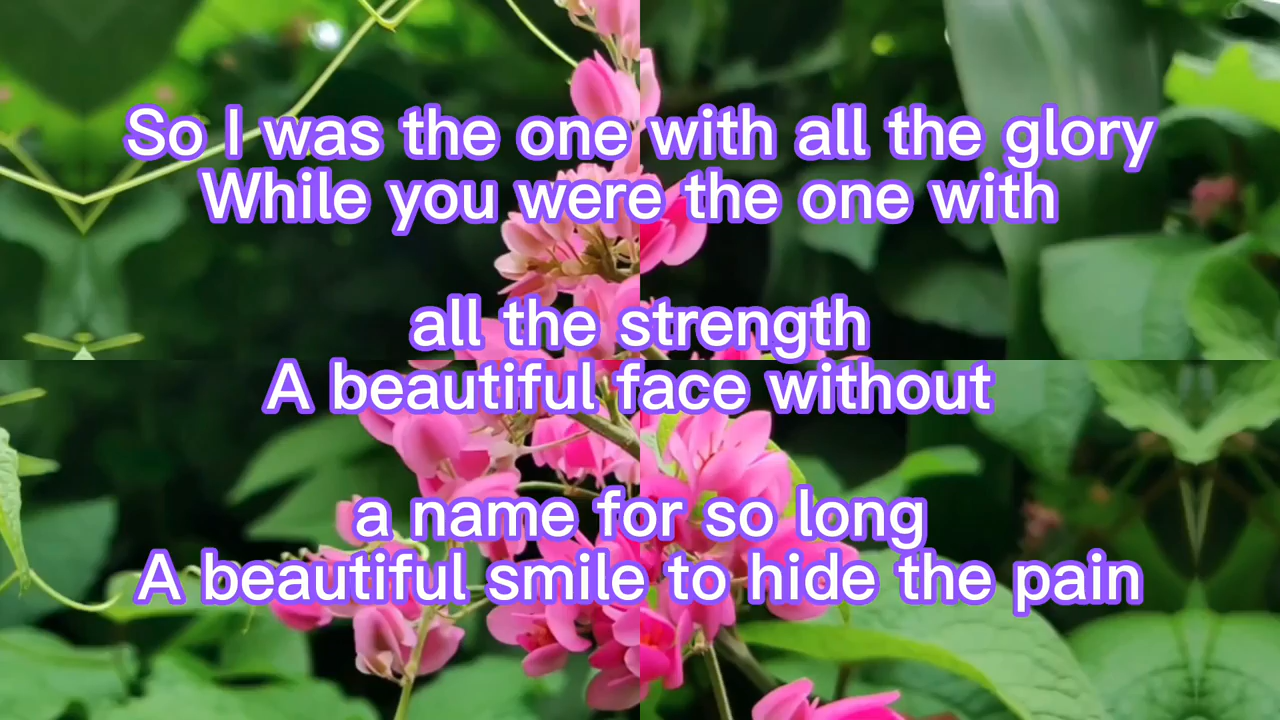 So I was the one with all the glory
While you were the one with
all the strength
A beautiful face without
a name for so long
A beautiful smile to hide the pain